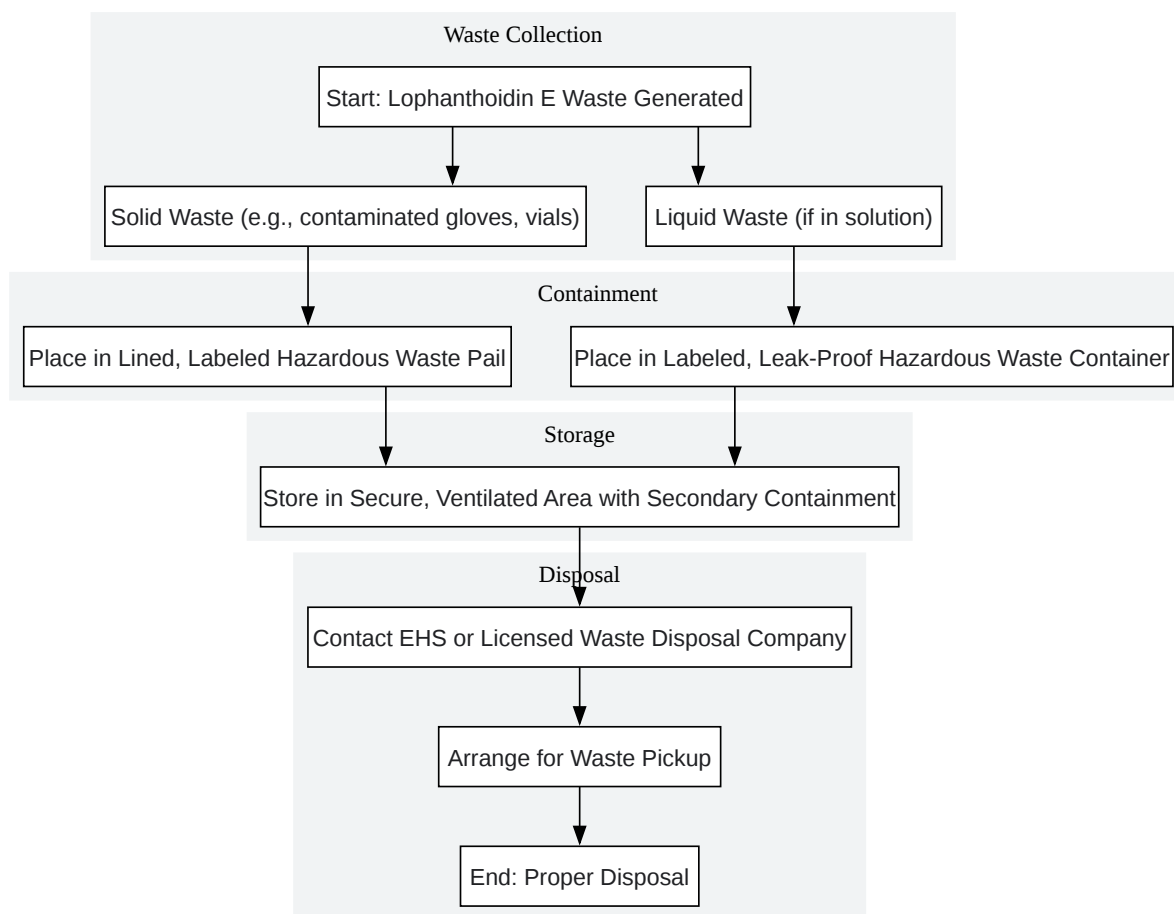 Waste Collection
Start: Lophanthoidin E Waste Generated
Solid Waste (e.g., contaminated gloves, vials)
Liquid Waste (if in solution)
Containment
Place in Lined, Labeled Hazardous Waste Pail
Place in Labeled, Leak-Proof Hazardous Waste Container
Storage
Store in Secure, Ventilated Area with Secondary Containment
Disposal
Contact EHS or Licensed Waste Disposal Company
Arrange for Waste Pickup
End: Proper Disposal